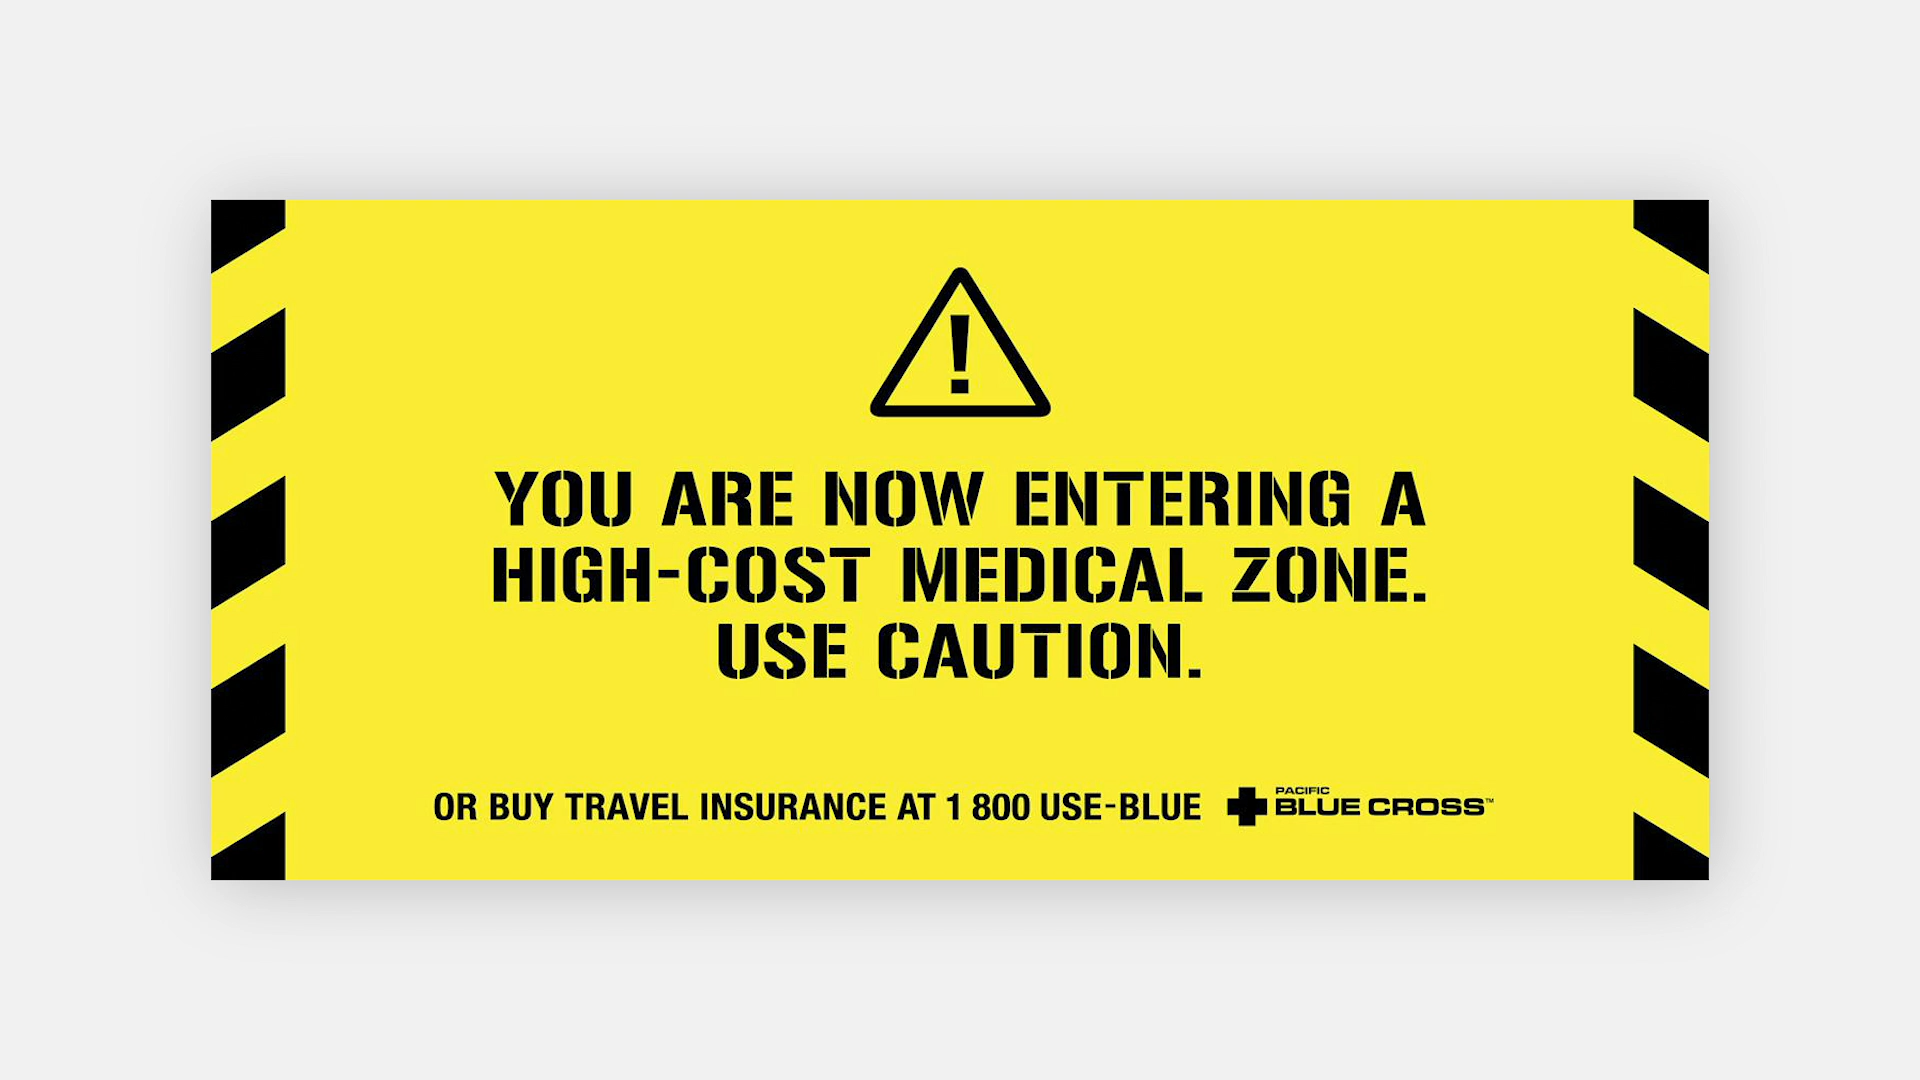 !
YOU ARE NOW ENTERING A
HIGH-COST MEDICAL ZONE.
USE CAUTION.
OR BUY TRAVEL INSURANCE AT 1 800 USE-BLUE
PACIFIC
BLUE CROSS™